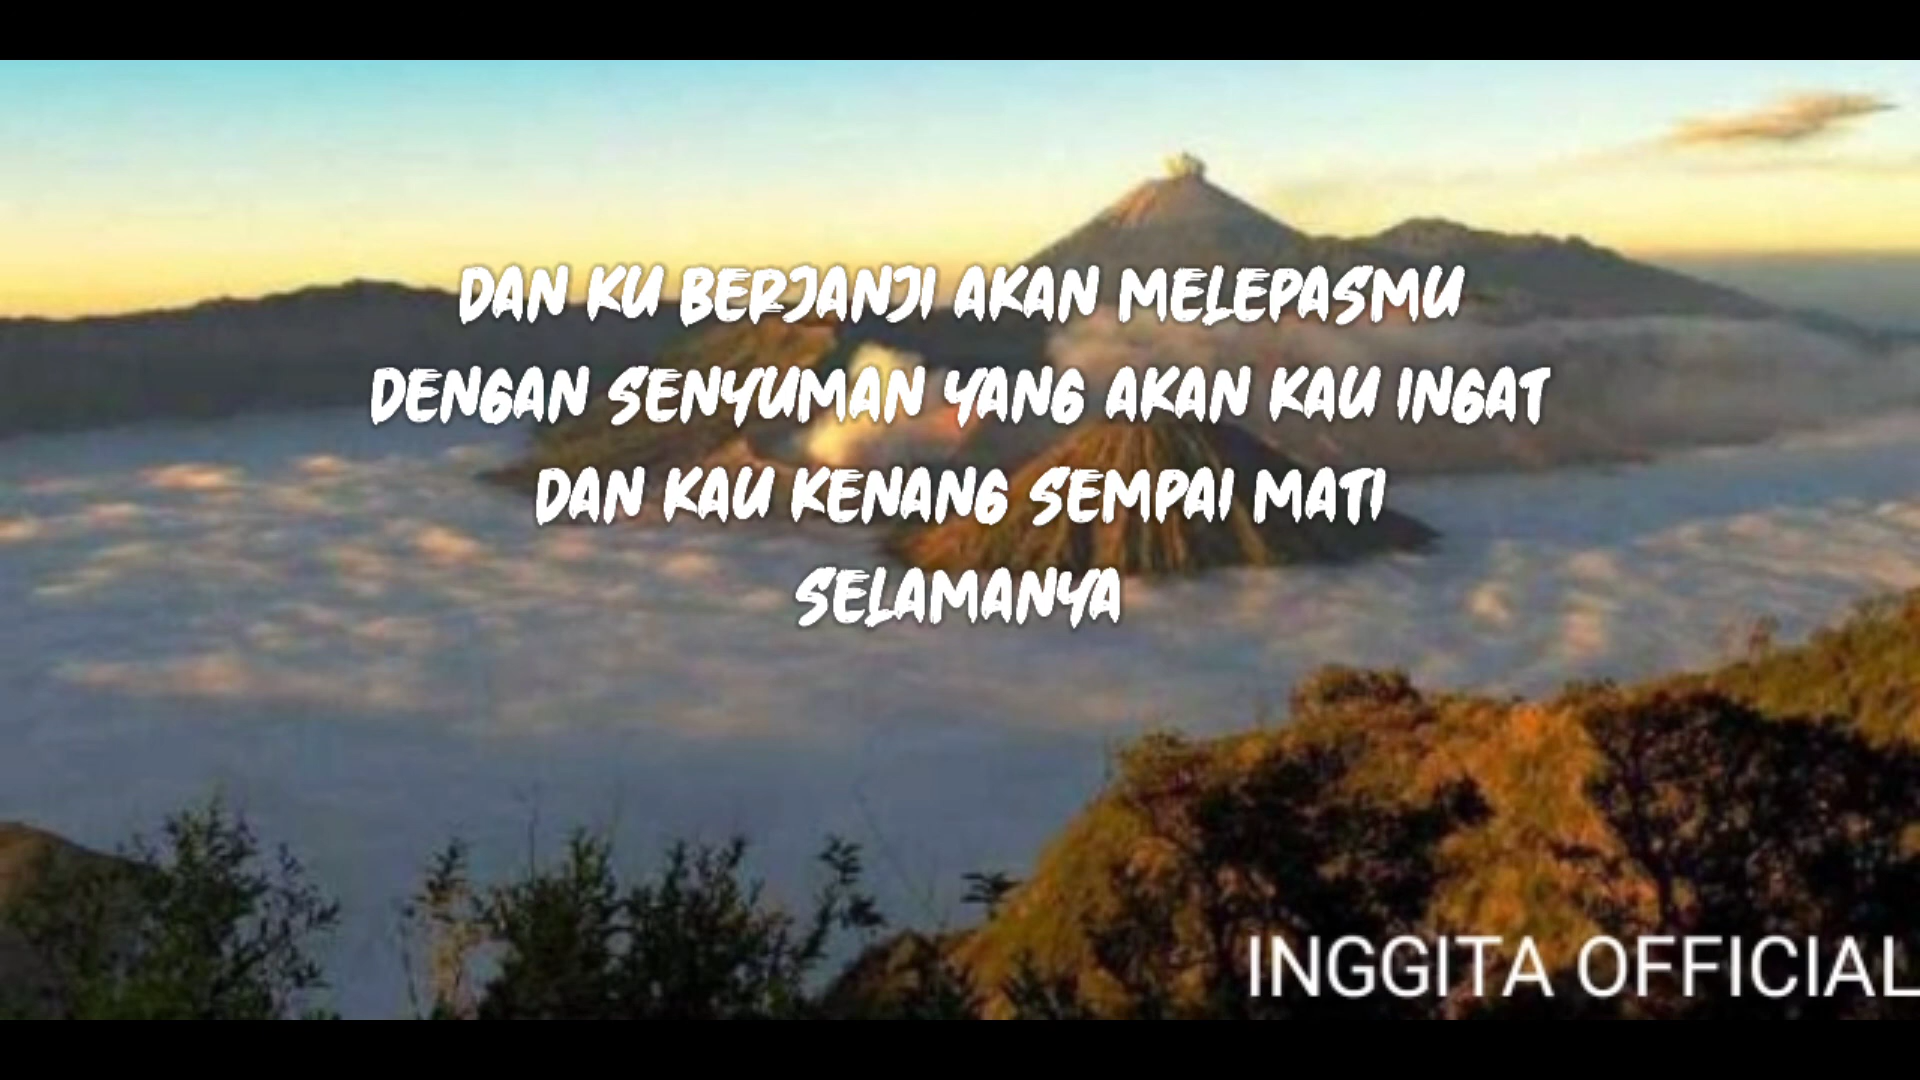 DAN KU BERJANJI AKAN MELEPASMU
DENGAN SENYUMAN YANG AKAN KAU INGAT
DAN KAU KENANG SEMPAI MATI
SELAMANYA
INGGITA OFFICIAL